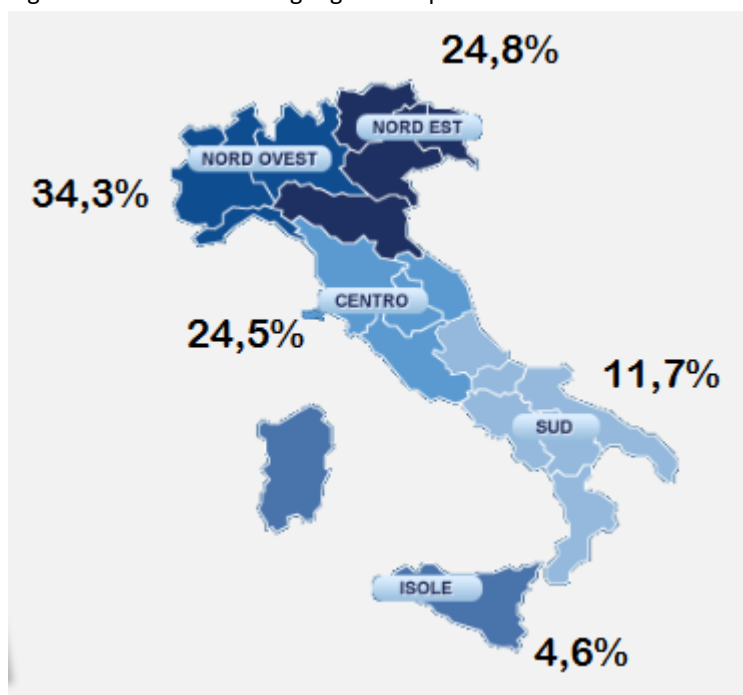 24,8%
NORD EST
NORD OVEST
34,3%
CENTRO
24,5%
11,7%
SUD
ISOLE
4,6%